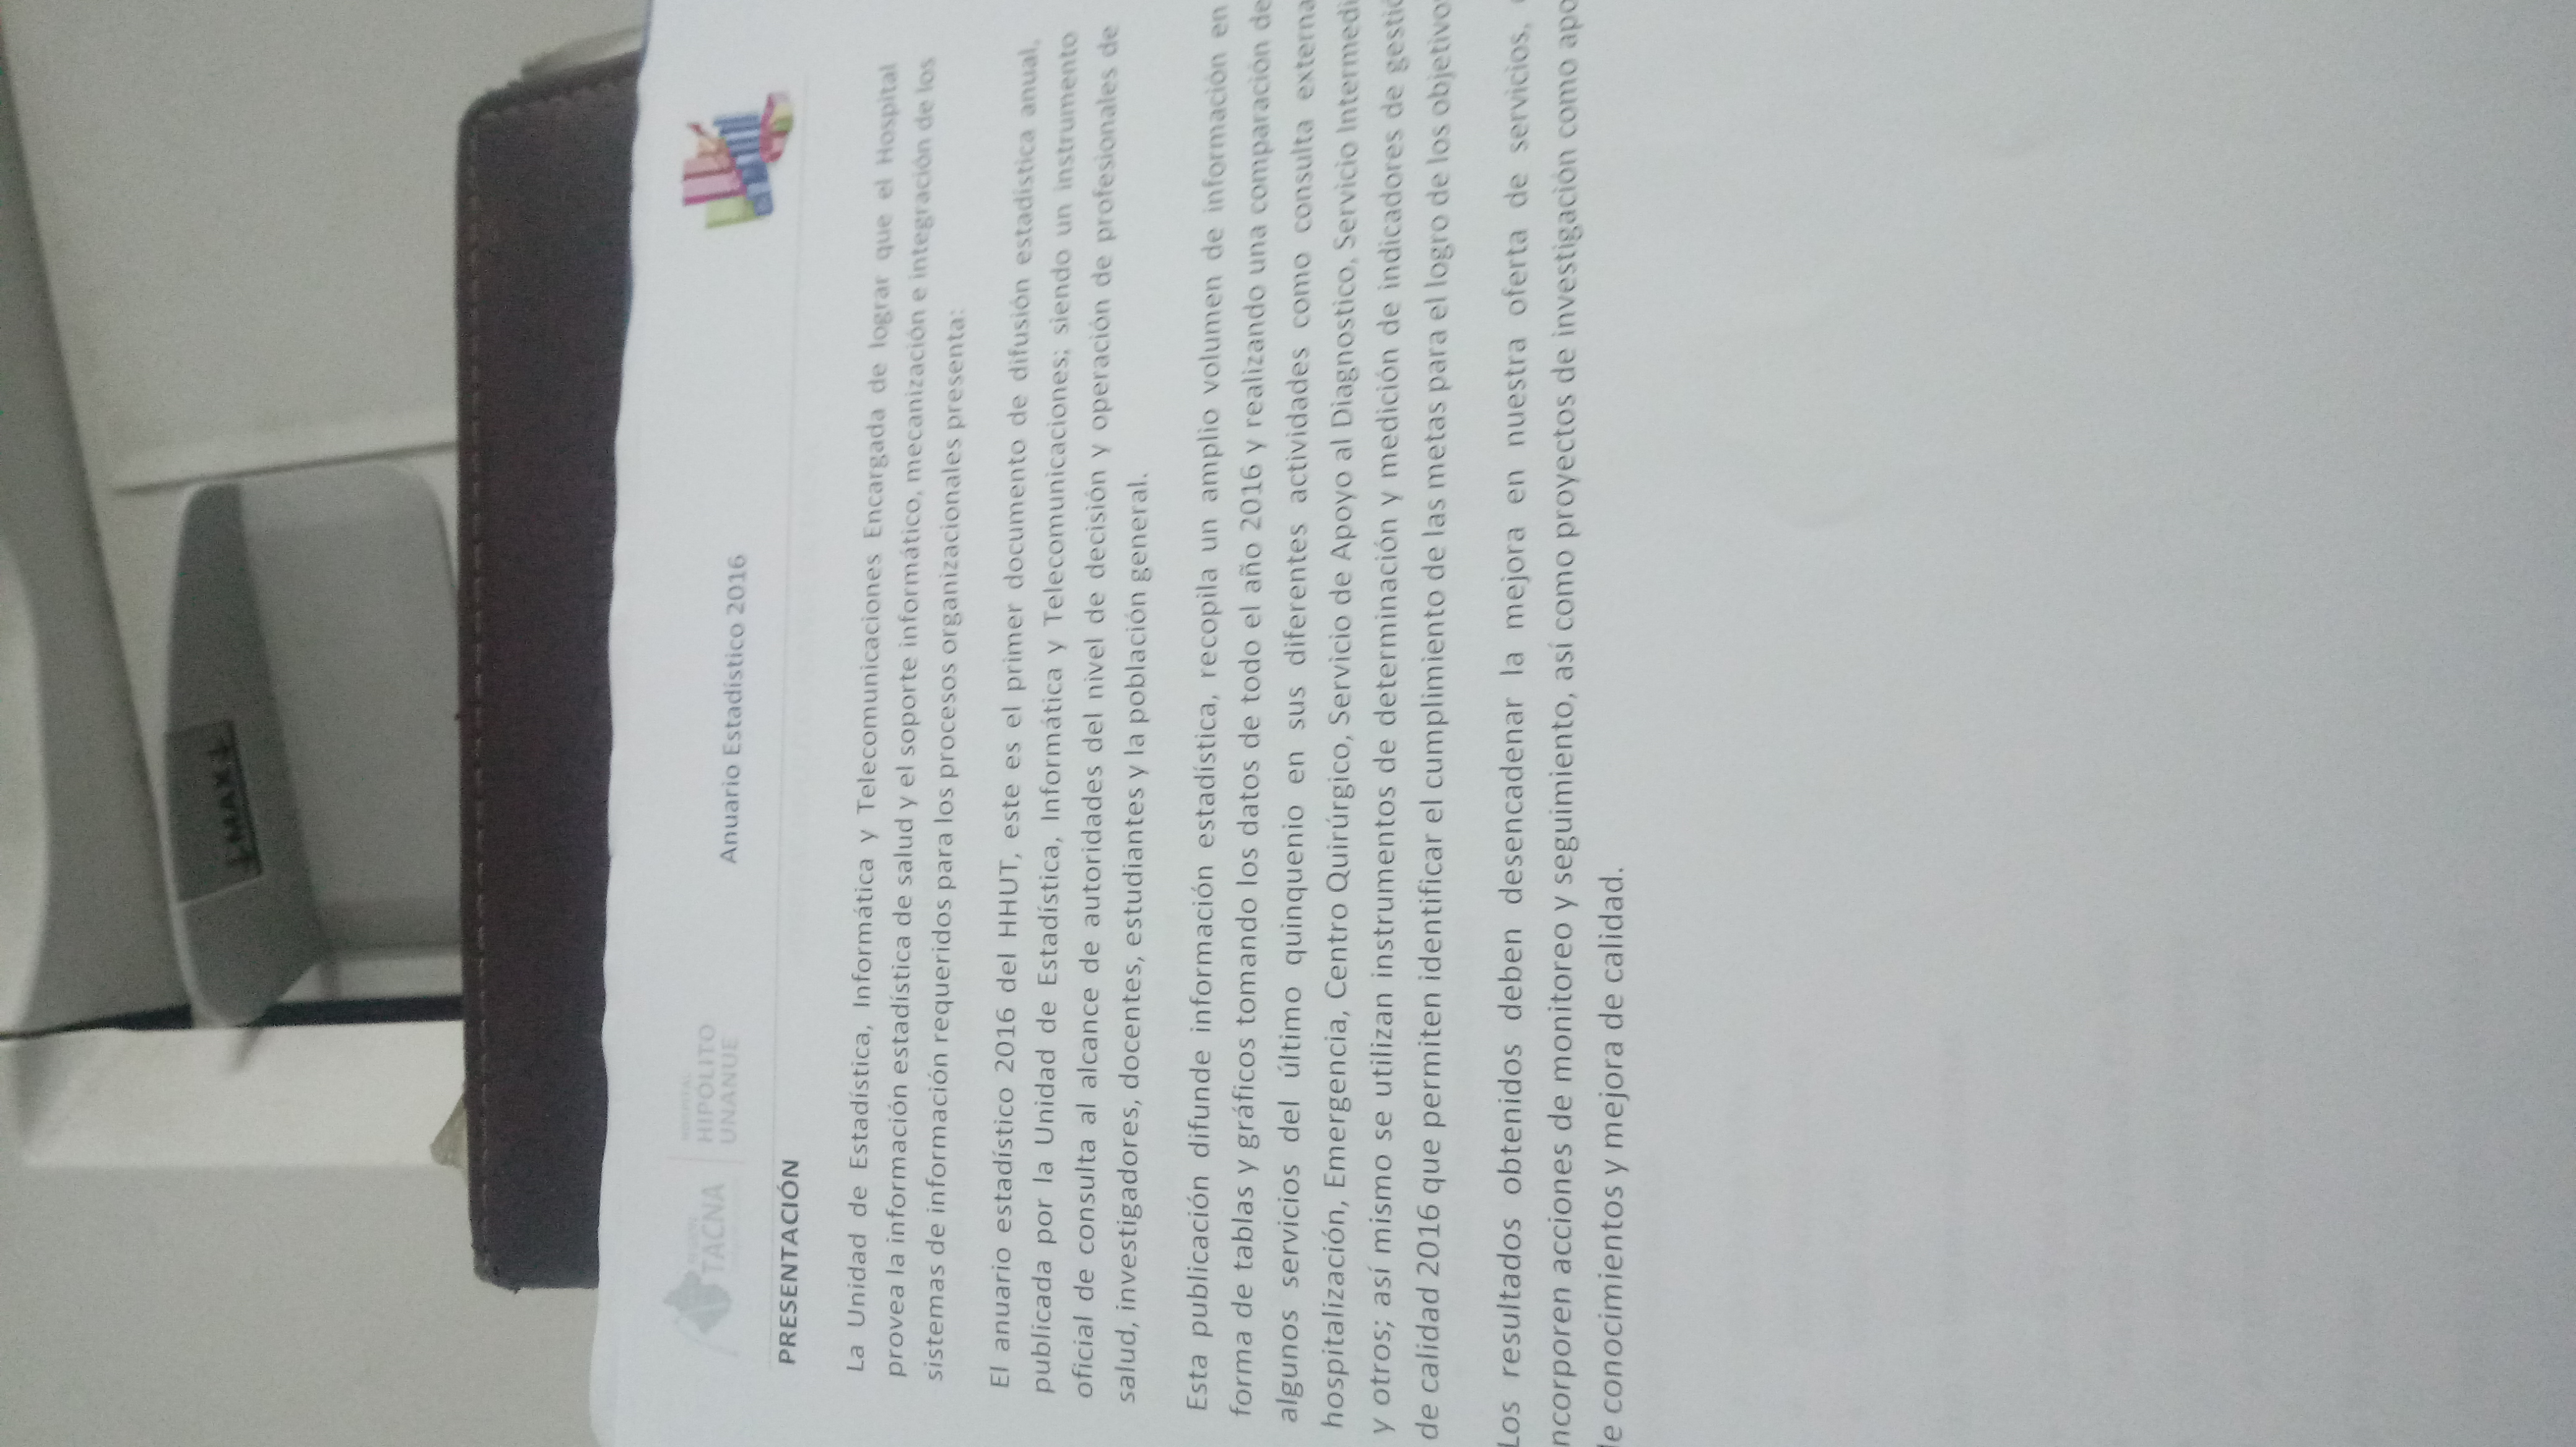 ↓MAX↓
TACNA
HOSPITAL
HIPÓLITO
UNANUE
Anuario Estadístico 2016
PRESENTACIÓN
La Unidad de Estadística, Informática y Telecomunicaciones Encargada de lograr que el Hospital
provea la información estadística de salud y el soporte informático, mecanización e integración de los
sistemas de información requeridos para los procesos organizacionales presenta:
El anuario estadístico 2016 del HHUT, este es el primer documento de difusión estadística anual,
publicada por la Unidad de Estadística, Informática y Telecomunicaciones; siendo un instrumento
oficial de consulta al alcance de autoridades del nivel de decisión y operación de profesionales de
salud, investigadores, docentes, estudiantes y la población general.
Esta publicación difunde información estadística, recopila un amplio volumen de información en
forma de tablas y gráficos tomando los datos de todo el año 2016 y realizando una comparación de
algunos servicios del último quinquenio en sus diferentes actividades como consulta externa
hospitalización, Emergencia, Centro Quirúrgico, Servicio de Apoyo al Diagnostico, Servicio Intermedi
y otros; así mismo se utilizan instrumentos de determinación y medición de indicadores de gestió
de calidad 2016 que permiten identificar el cumplimiento de las metas para el logro de los objetivo
Los resultados obtenidos deben desencadenar la mejora en nuestra oferta de servicios,
ncorporen acciones de monitoreo y seguimiento, así como proyectos de investigación como apo
de conocimientos y mejora de calidad.